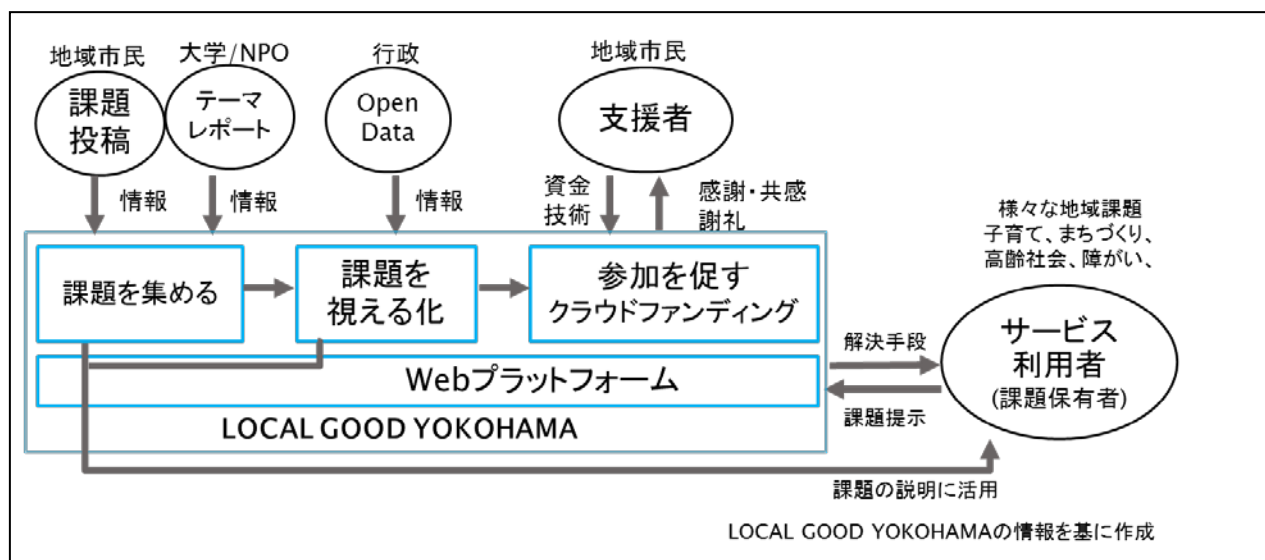 地域市民
課題
投稿
大学/NPO
テーマ
レポート
行政
Open
Data
地域市民
支援者
情報
情報
情報
資金
技術
感謝・共感
謝礼
様々な地域課題
子育て、まちづくり、
高齢社会、障がい、
課題を集める
課題を
視える化
参加を促す
クラウドファンディング
Webプラットフォーム
LOCAL GOOD YOKOHAMA
解決手段
課題提示
サービス
利用者
(課題保有者)
課題の説明に活用
LOCAL GOOD YOKOHAMAの情報を基に作成